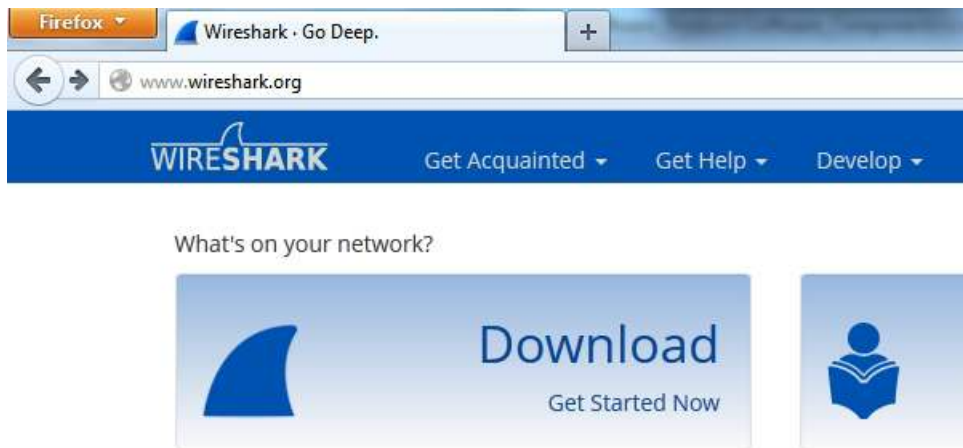 Firefox
Wireshark · Go Deep.
www.wireshark.org
WIRESHARK Get Acquainted Get Help Develop
What's on your network?
Download
Get Started Now